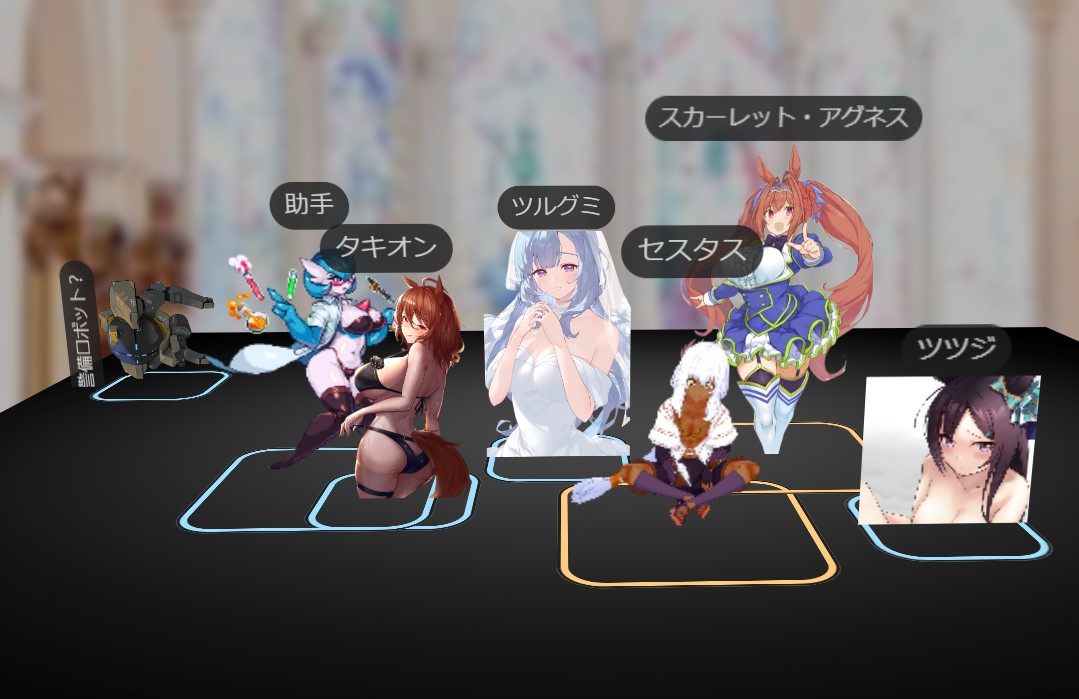 スカーレット・アグネス
助手
ツルグミ
タキオン
セスタス
警備ロボット？
ツツジ